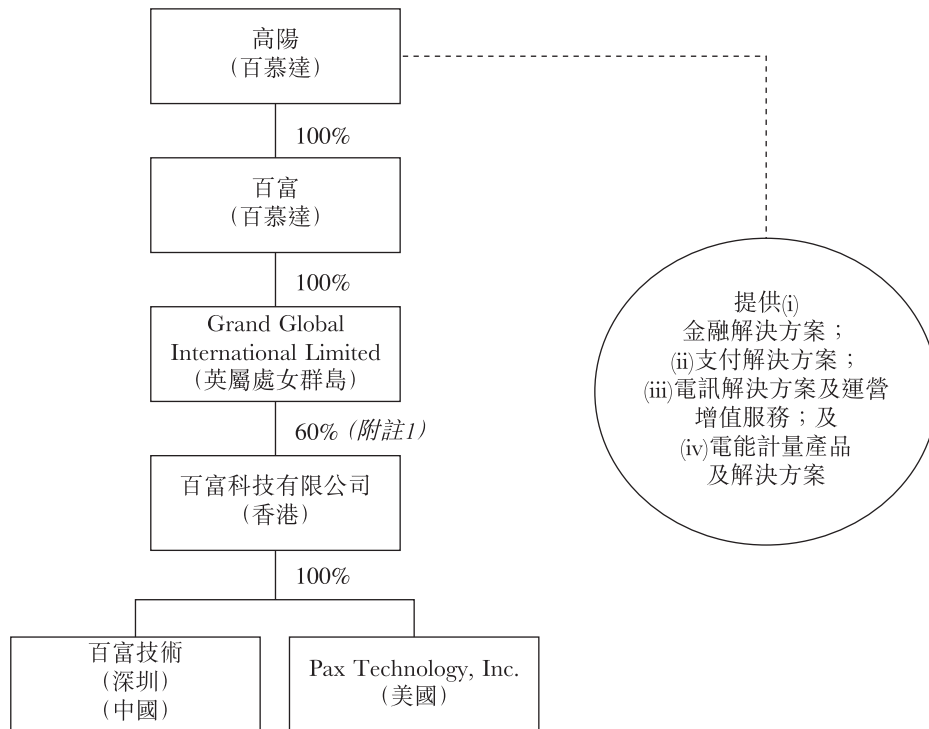 高陽
(百慕達)
100%
百富
(百慕達)
100%
Grand Global
International Limited
(英屬處女群島)
60% (附註1)
百富科技有限公司
(香港)
100%
百富技術
(深圳)
(中國)
Pax Technology, Inc.
(美國)
提供(i)
金融解決方案；
(ii)支付解決方案；
(iii)電訊解決方案及運營
增值服務；及
(iv)電能計量產品
及解決方案